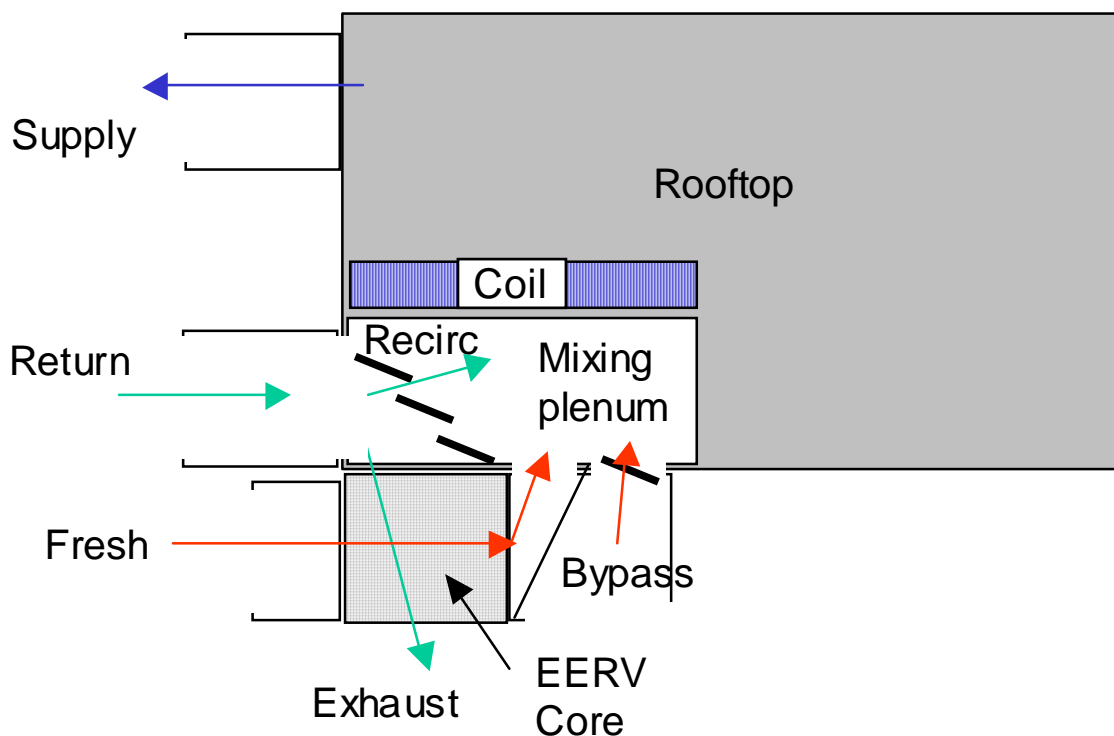 Supply
Rooftop
Coil
Recirc
Return
Mixing
plenum
Fresh
Bypass
EERV
Core
Exhaust